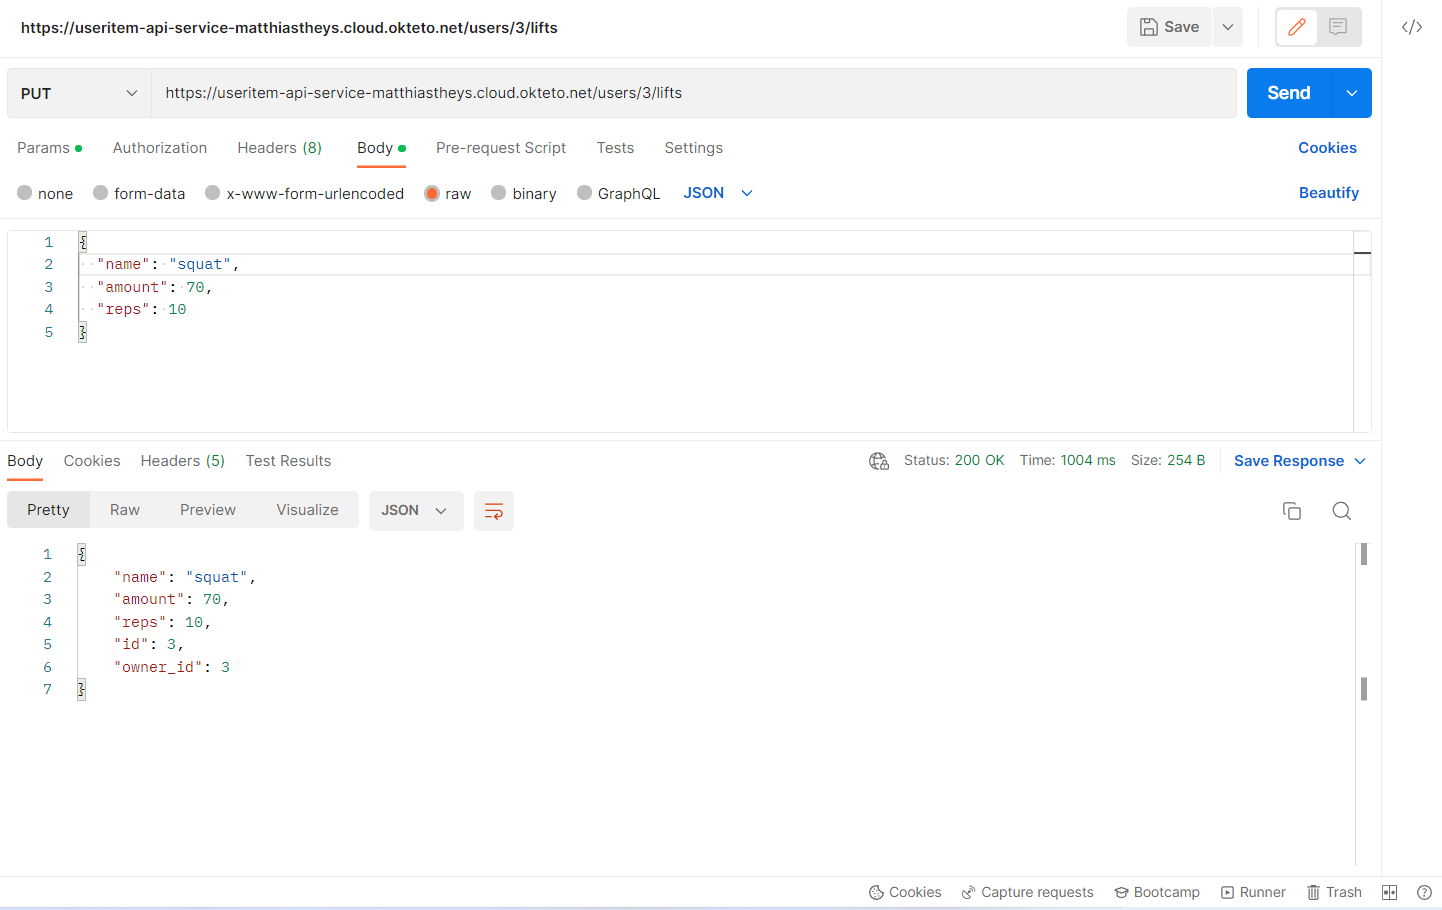 https://useritem-api-service-matthiastheys.cloud.okteto.net/users/3/lifts
Save
PUT https://useritem-api-service-matthiastheys.cloud.okteto.net/users/3/lifts Send
Params Authorization Headers (8) Body Pre-request Script Tests Settings Cookies
none form-data x-www-form-urlencoded raw binary GraphQL JSON Beautify
1 {
2 "name": "squat",
3 "amount": 70,
4 "reps": 10
5 }
Body Cookies Headers (5) Test Results Status: 200 OK Time: 1004 ms Size: 254 B Save Response
Pretty Raw Preview Visualize JSON
1 {
2 "name": "squat",
3 "amount": 70,
4 "reps": 10,
5 "id": 3,
6 "owner_id": 3
7 }
Cookies Capture requests Bootcamp Runner Trash